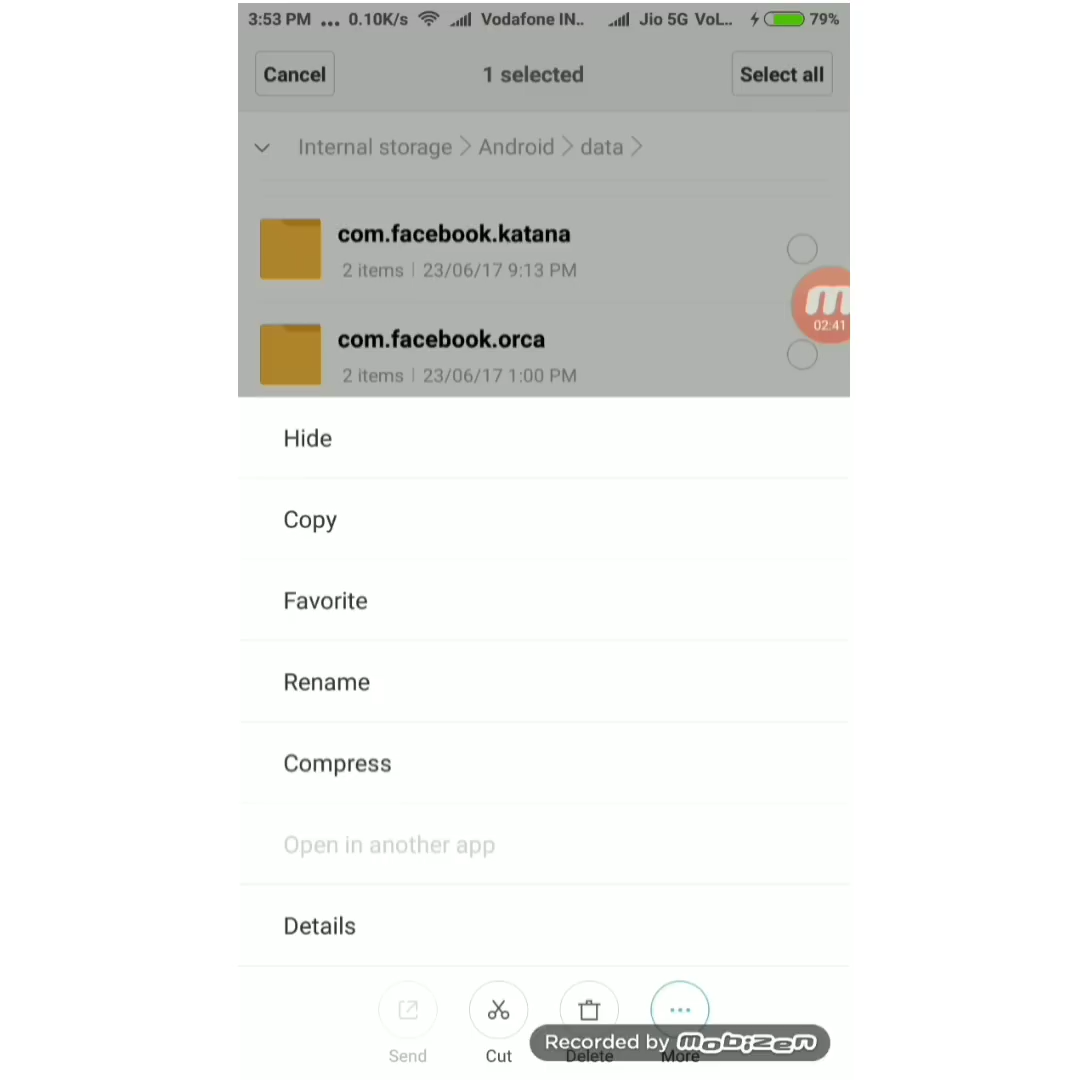 3:53 PM ... 0.10K/s Vodafone IN.. Jio 5G VoL... 79%
Cancel 1 selected Select all
Internal storage > Android > data >
com.facebook.katana
2 items | 23/06/17 9:13 PM
02:41
com.facebook.orca
2 items | 23/06/17 1:00 PM
Hide
Copy
Favorite
Rename
Compress
Open in another app
Details
Recorded by mobizen
Send Cut Delete More